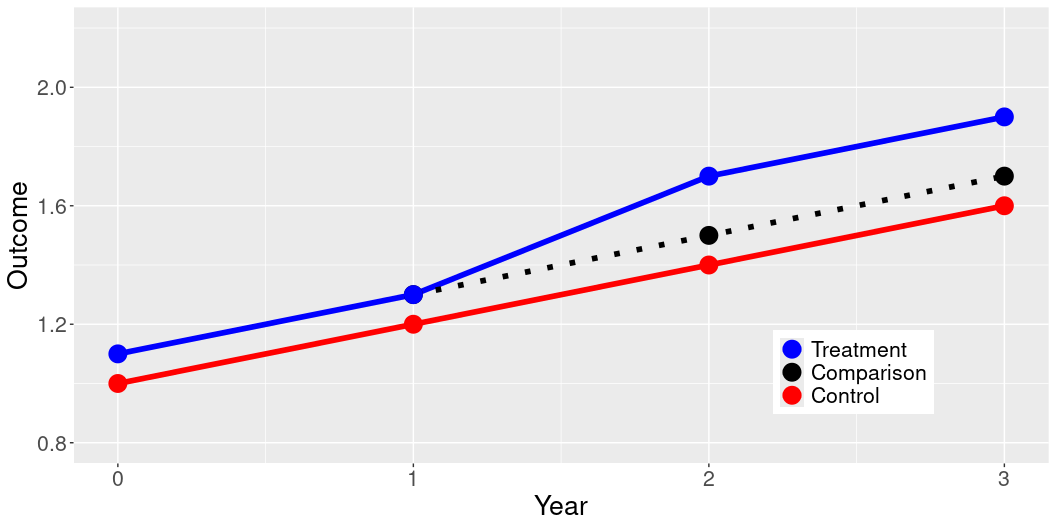 2.0
1.6
1.2
0.8
Outcome
Treatment
Comparison
Control
0 1 2 3
Year